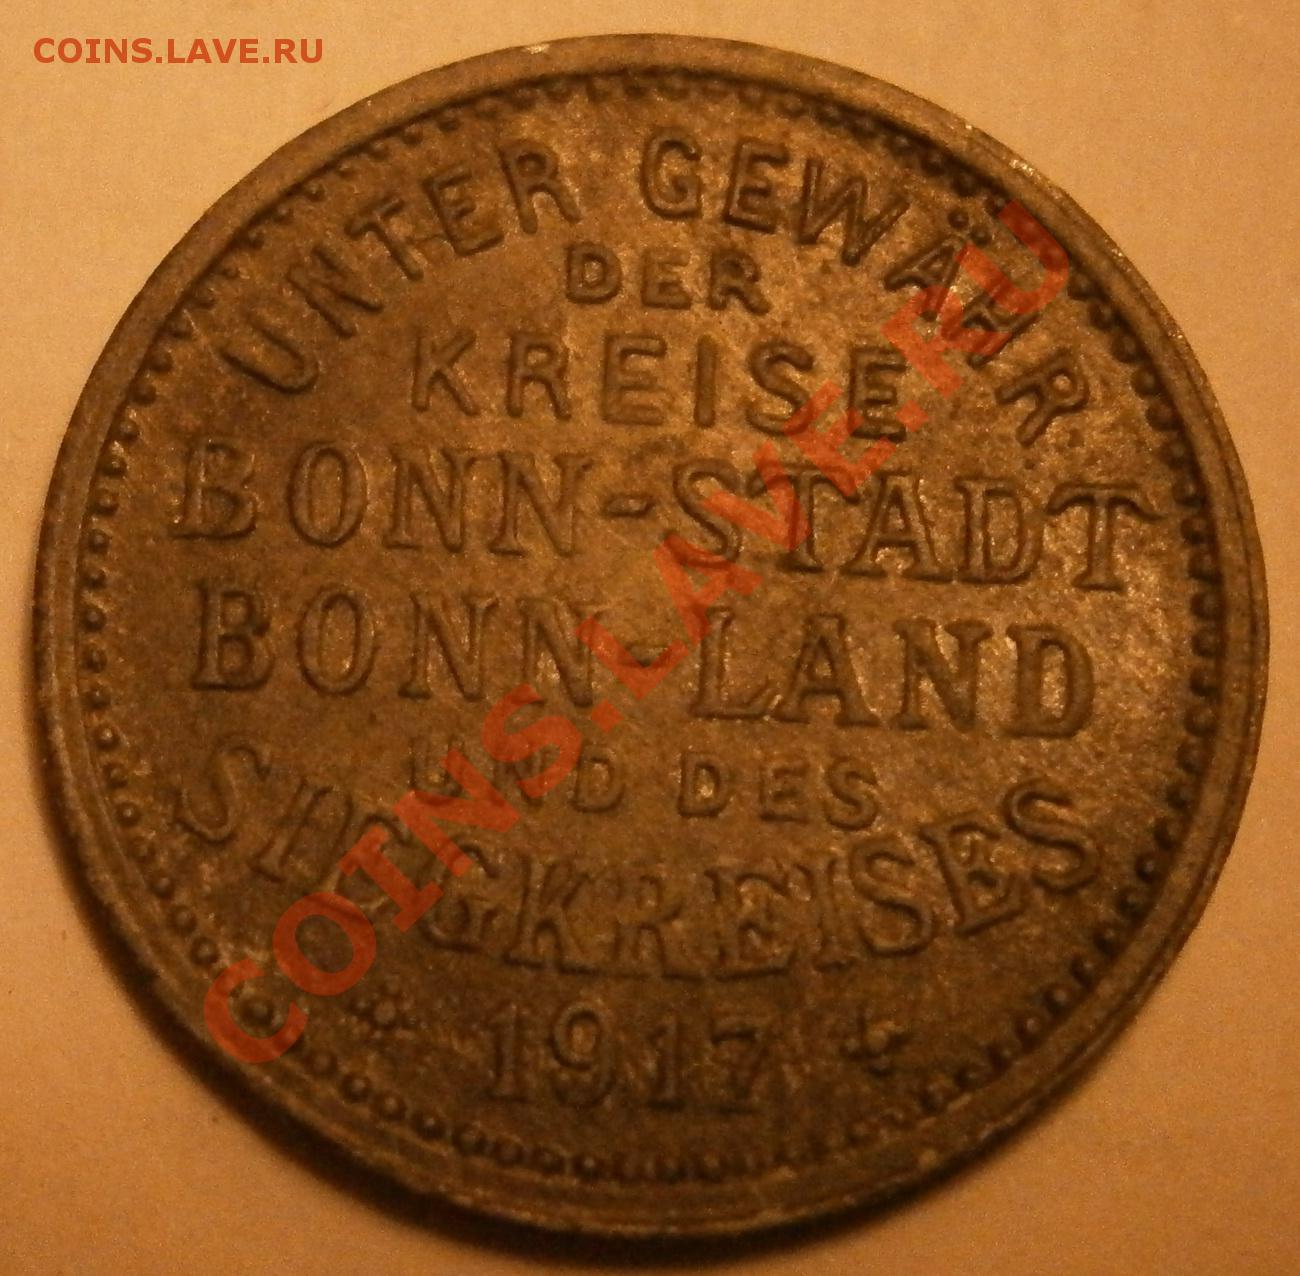 COINS.LAVE.RU
UNTER GEWÄHR
DER
KREISE
BONN-STADT
BONN-LAND
UND DES
SIEGKREISES
1917
COINS.LAVE.RU